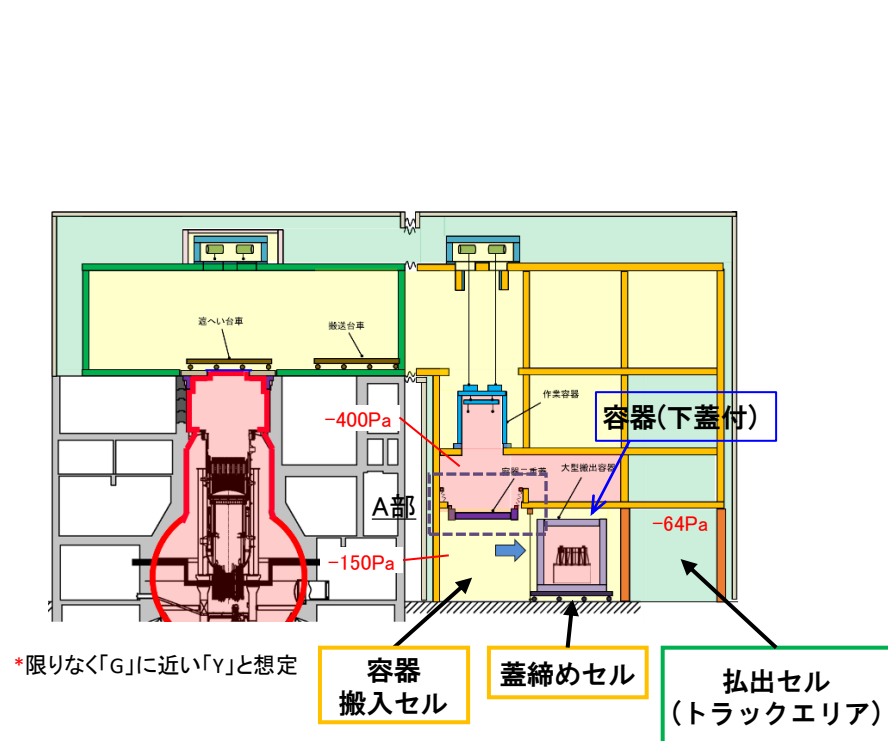 遮へい台車
搬送台車
作業容器
-400Pa
容器(下蓋付)
容器二重蓋
大型搬出容器
A部
-64Pa
-150Pa
*限りなく「G」に近い「Y」と想定
容器
搬入セル
蓋締めセル
払出セル
(トラックエリア)